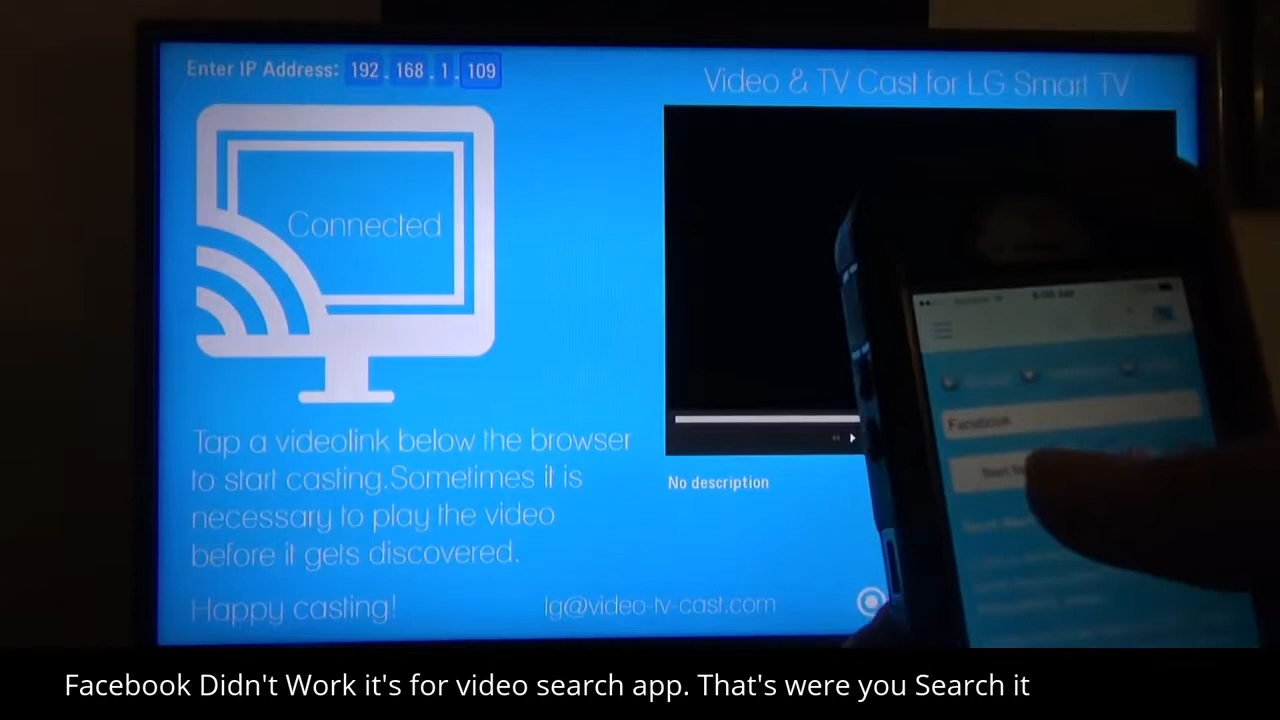 Enter IP Address: 192 . 168 . 1 . 109
Video & TV Cast for LG Smart TV
Connected
Tap a videolink below the browser
to start casting.Sometimes it is
necessary to play the video
before it gets discovered.
No description
Happy casting!
lg@video-tv-cast.com
Facebook
Facebook Didn't Work it's for video search app. That's were you Search it